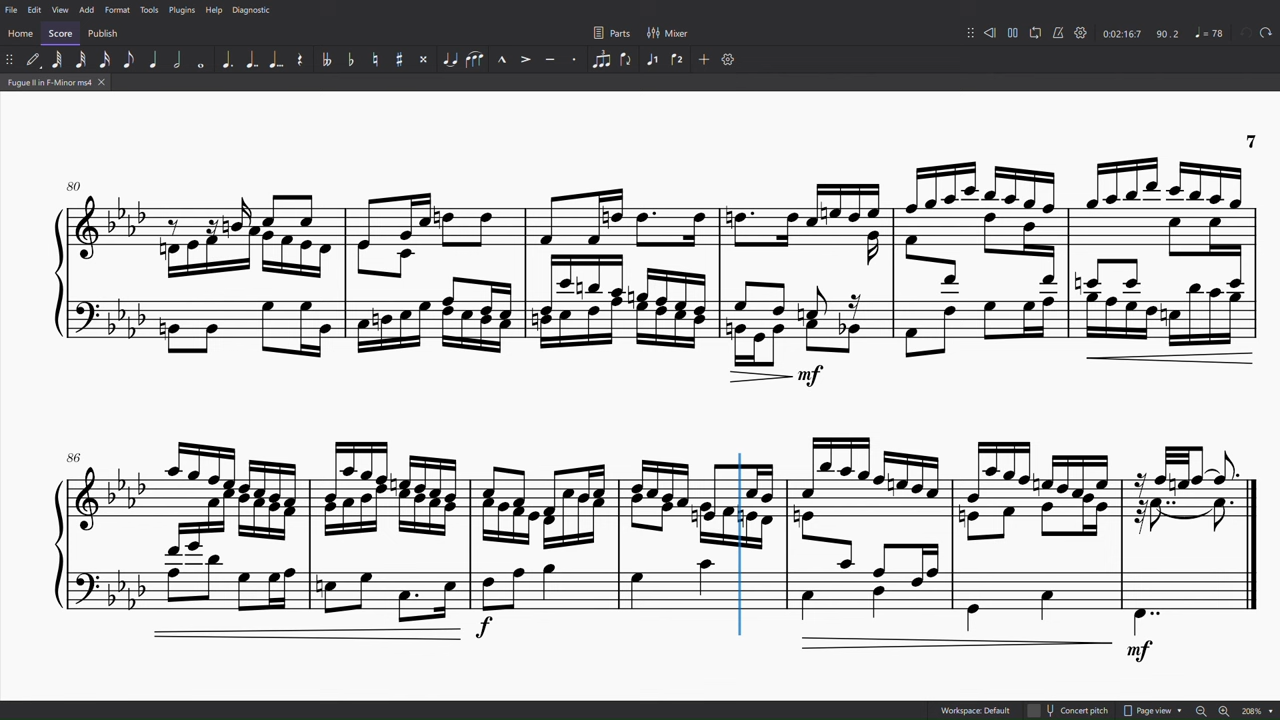 File Edit View Add Format Tools Plugins Help Diagnostic
Home Score Publish Parts Mixer 0:02:16:7 90 . 2 ♩ = 78
Fugue II in F-Minor ms4
7
80
mf
86
f
mf
Workspace: Default Concert pitch Page view 208%